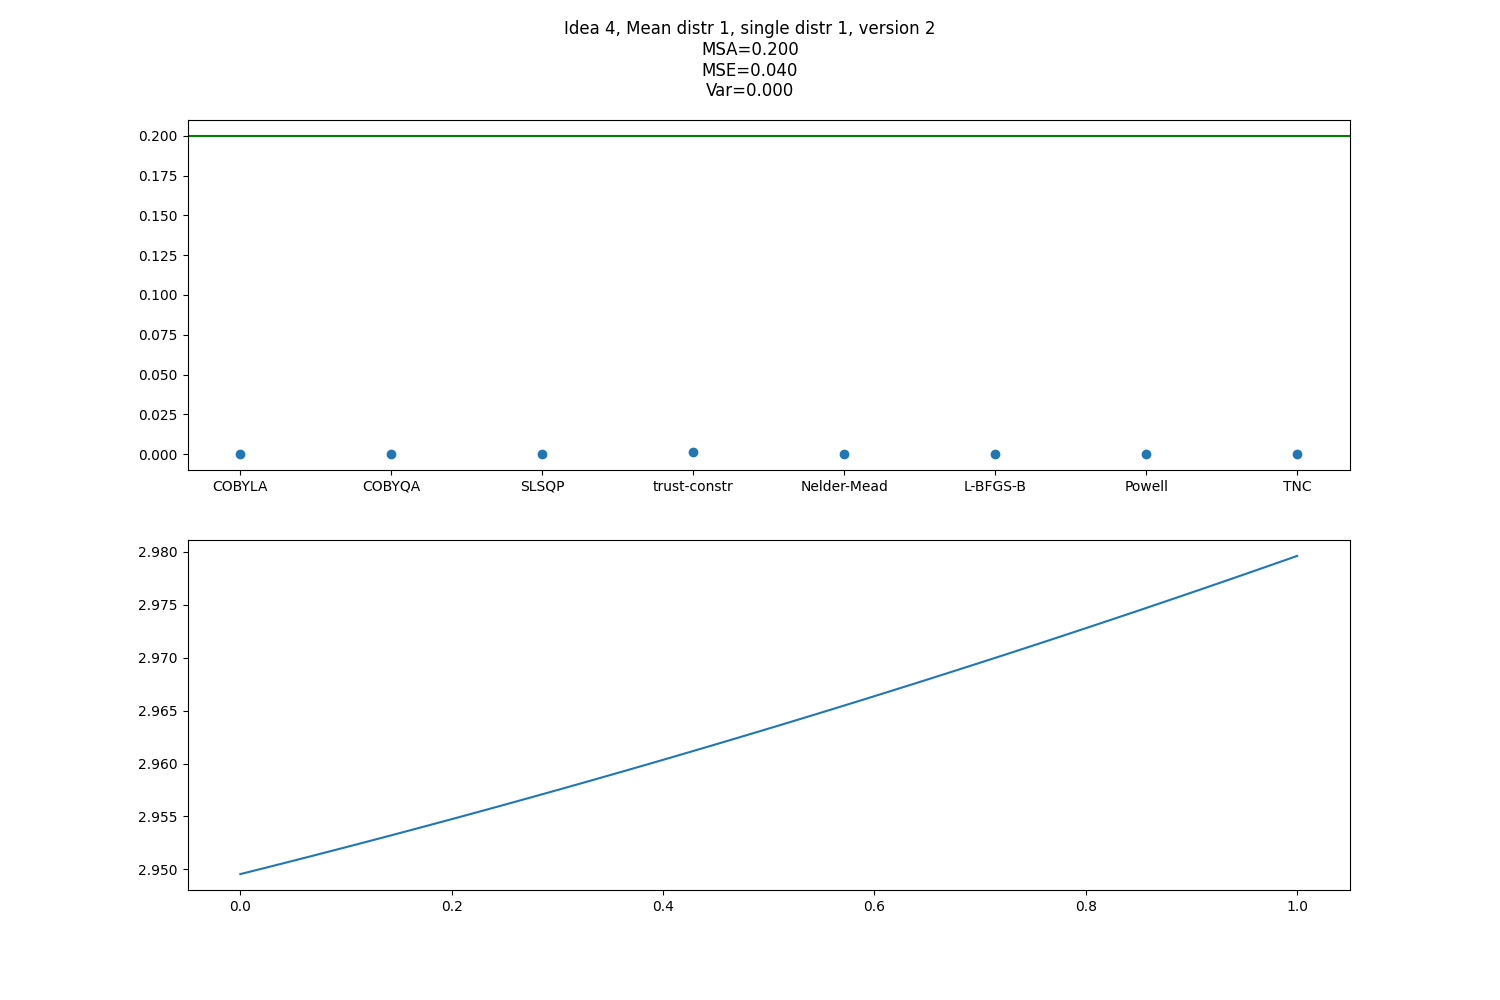 Idea 4, Mean distr 1, single distr 1, version 2
MSA=0.200
MSE=0.040
Var=0.000
0.200
0.175
0.150
0.125
0.100
0.075
0.050
0.025
0.000
COBYLA COBYQA SLSQP trust-constr Nelder-Mead L-BFGS-B Powell TNC
2.980
2.975
2.970
2.965
2.960
2.955
2.950
0.0 0.2 0.4 0.6 0.8 1.0